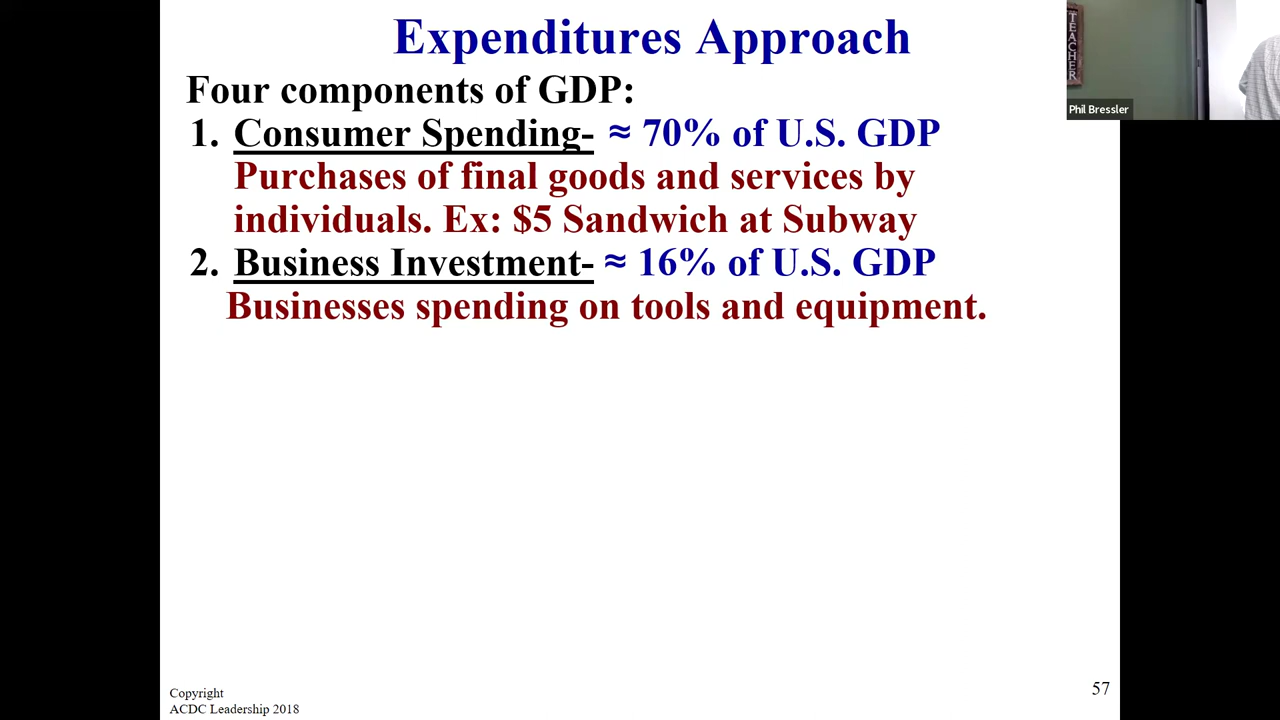 Expenditures Approach
Four components of GDP:
1. Consumer Spending- ≈ 70% of U.S. GDP
Purchases of final goods and services by
individuals. Ex: $5 Sandwich at Subway
2. Business Investment- ≈ 16% of U.S. GDP
Businesses spending on tools and equipment.
TEACHER
Phil Bressler
Copyright
ACDC Leadership 2018
57